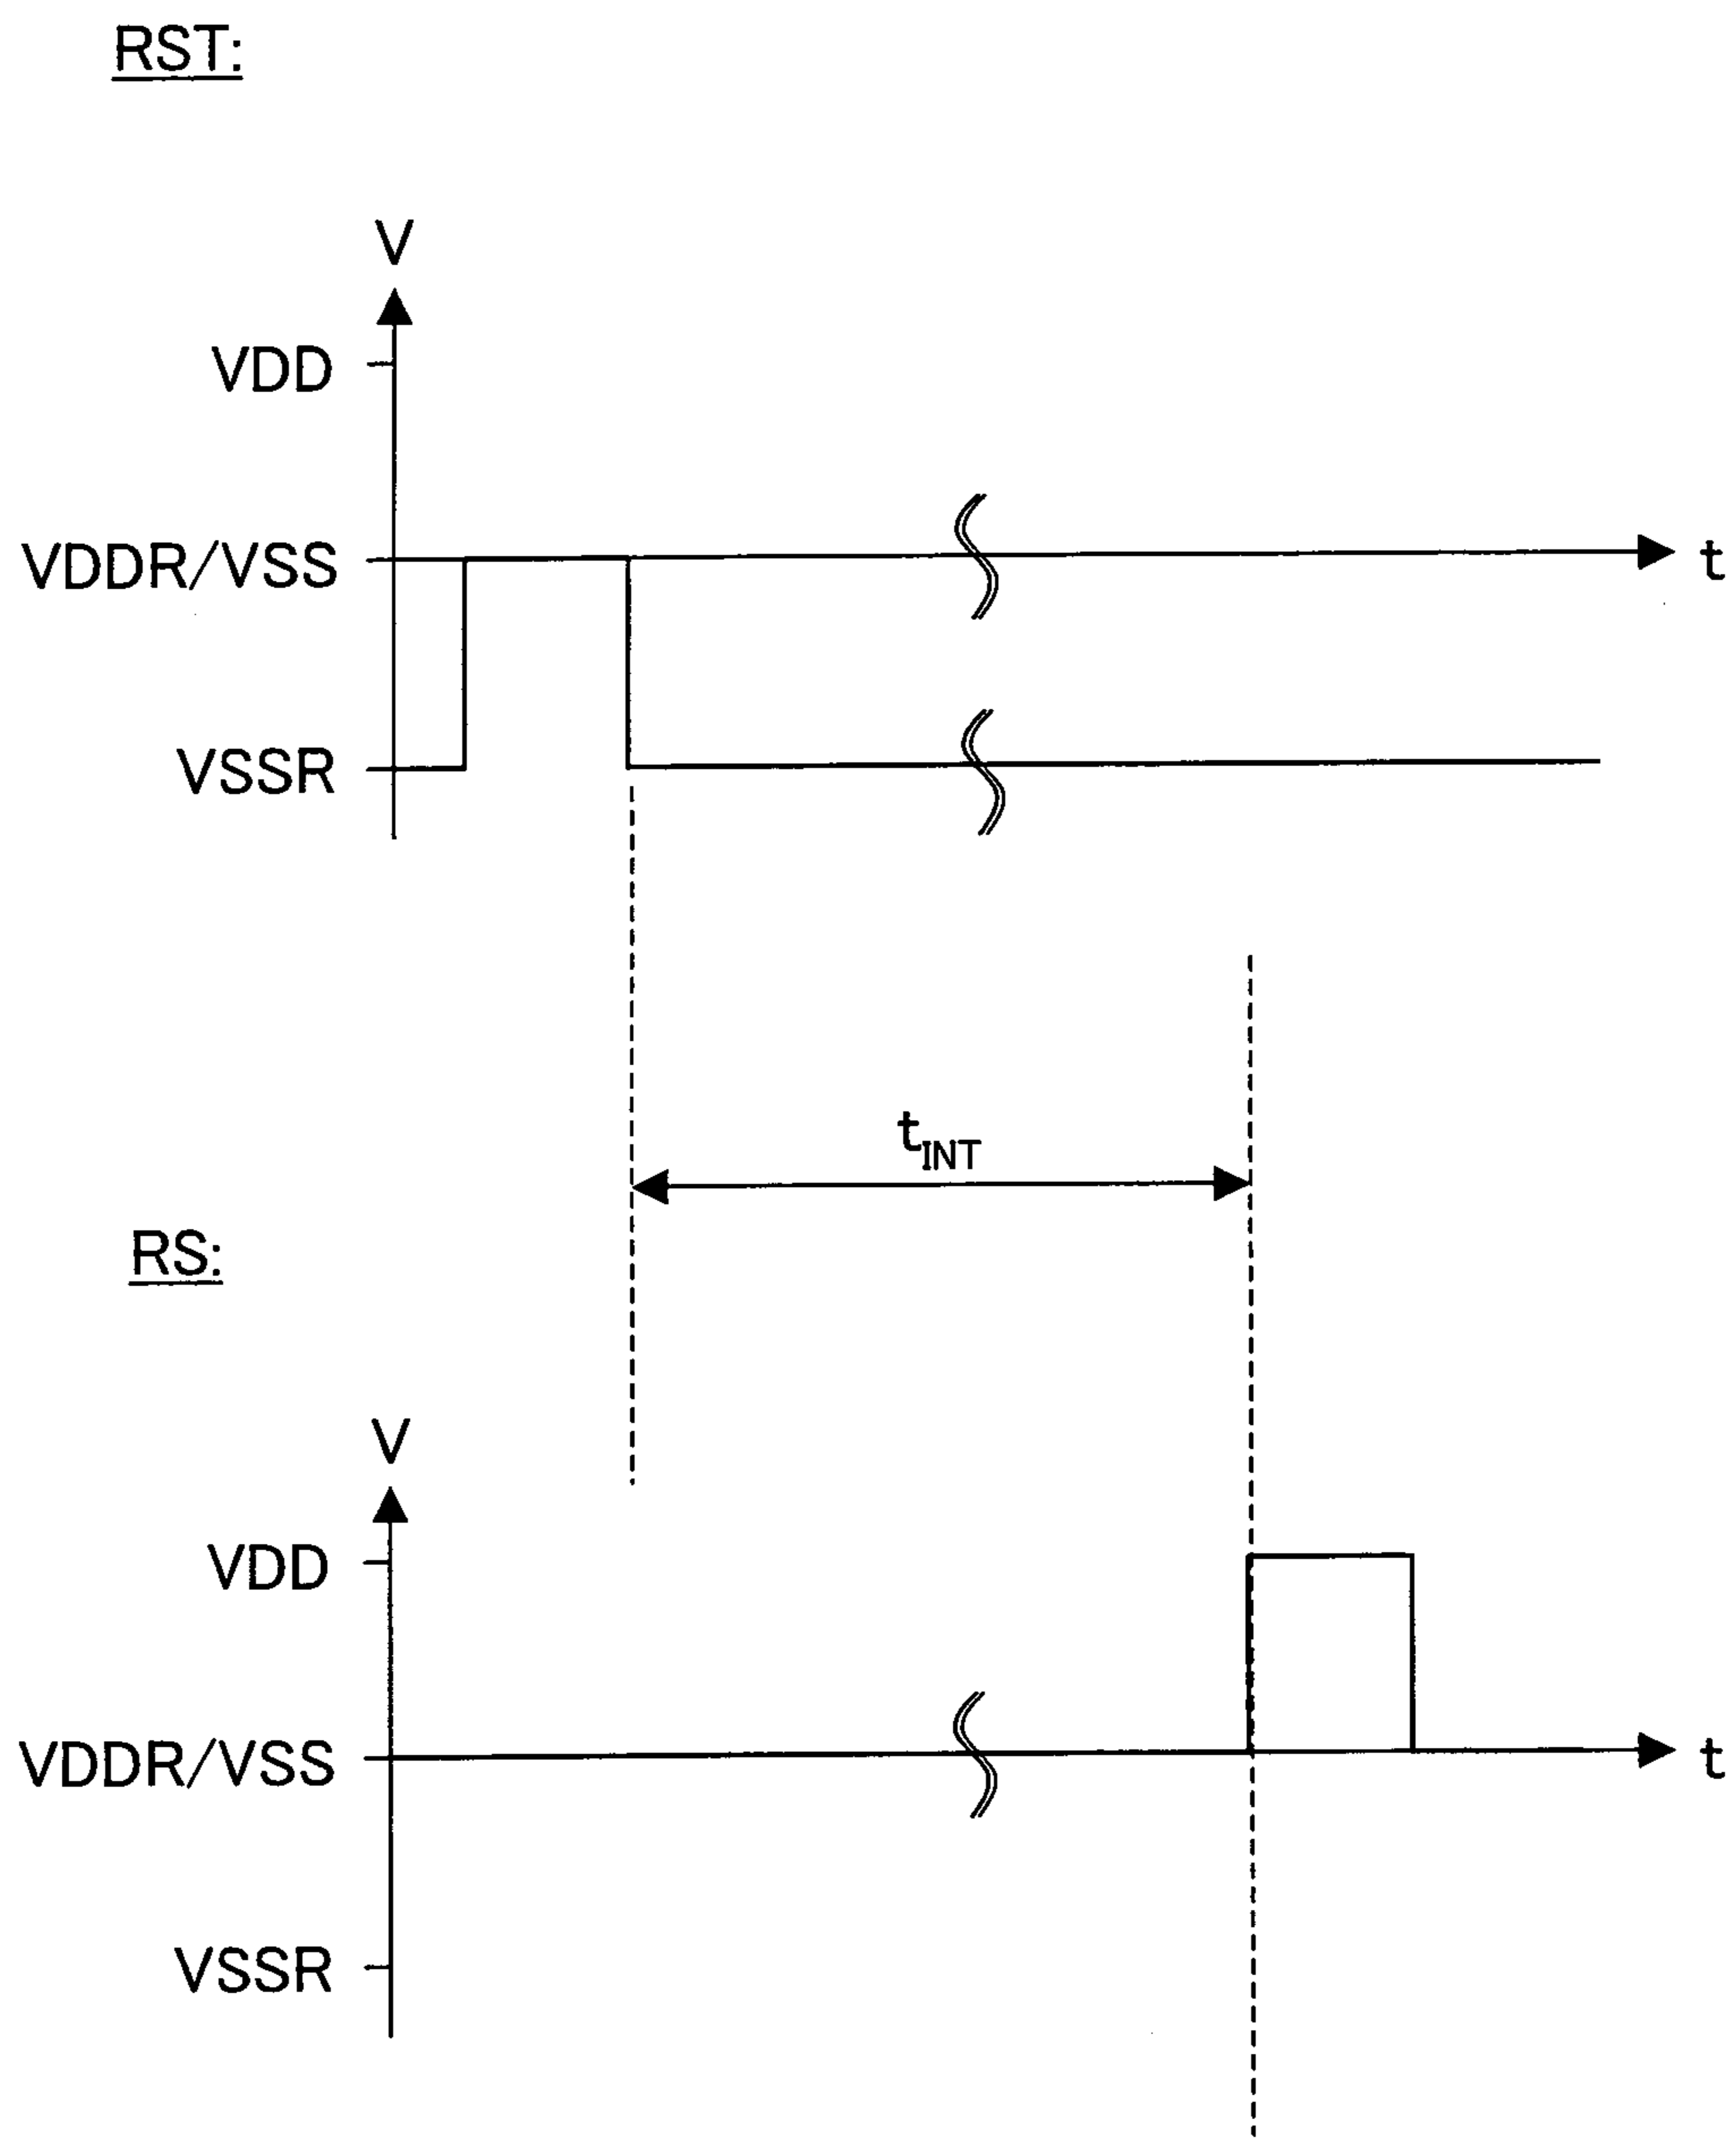 RST:
V
VDD
VDDR/VSS
t
VSSR
tINT
RS:
V
VDD
VDDR/VSS
t
VSSR